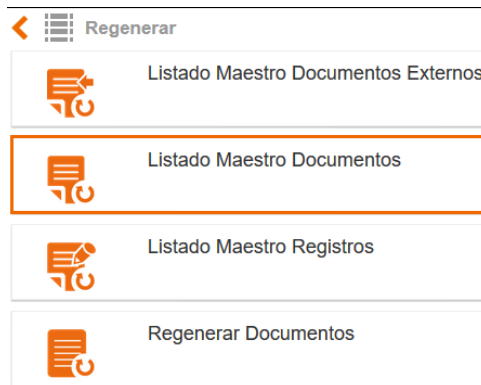 Regenerar
Listado Maestro Documentos Externos
Listado Maestro Documentos
Listado Maestro Registros
Regenerar Documentos